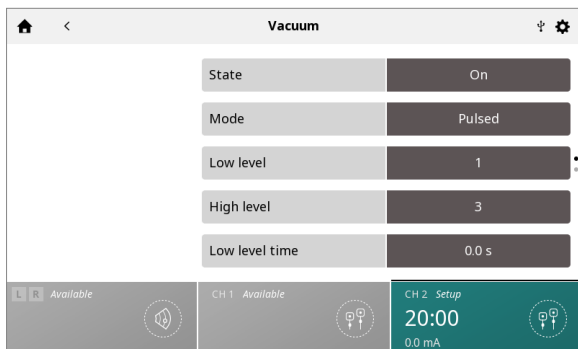 Vacuum
State On
Mode Pulsed
Low level 1
High level 3
Low level time 0.0 s
L R Available
CH 1 Available
CH 2 Setup
20:00
0.0 mA